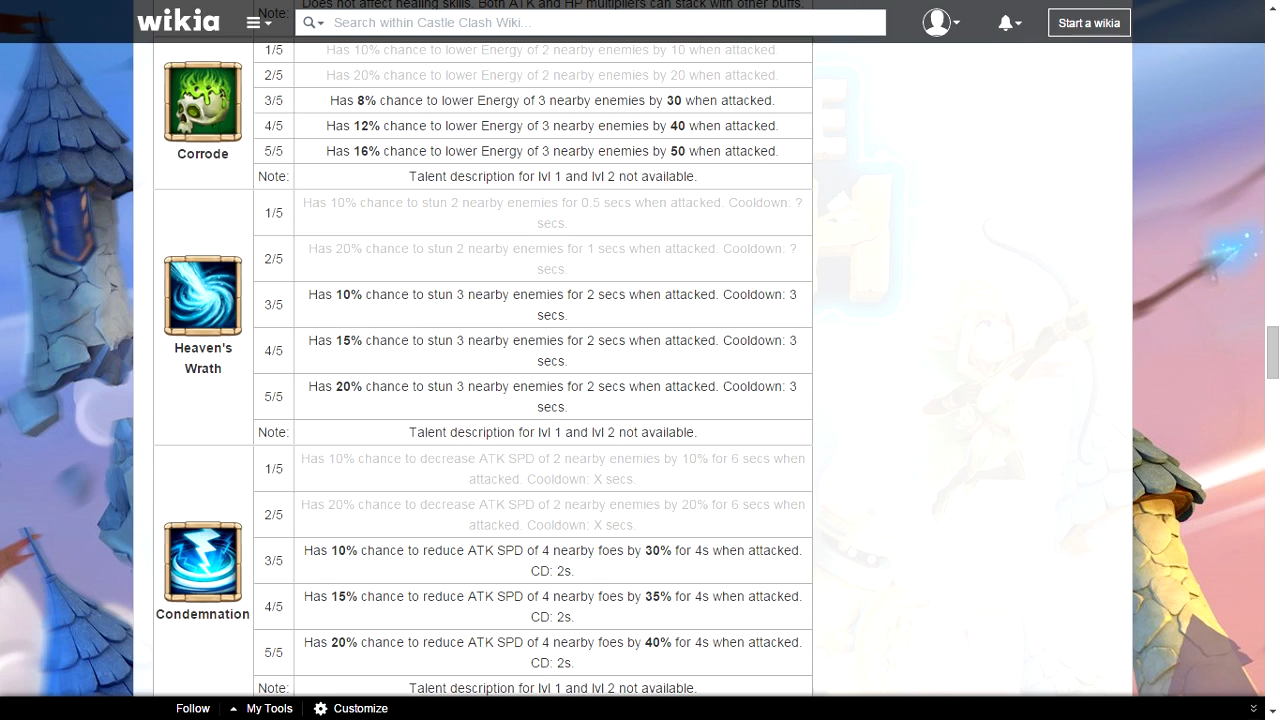 Does not affect healing skills. Both ATK and HP multipliers can stack with other buffs.
Note:
wikia
Search within Castle Clash Wiki...
Start a wikia
1/5 Has 10% chance to lower Energy of 2 nearby enemies by 10 when attacked.
2/5 Has 20% chance to lower Energy of 2 nearby enemies by 20 when attacked.
3/5 Has 8% chance to lower Energy of 3 nearby enemies by 30 when attacked.
4/5 Has 12% chance to lower Energy of 3 nearby enemies by 40 when attacked.
5/5 Has 16% chance to lower Energy of 3 nearby enemies by 50 when attacked.
Corrode
Note: Talent description for lvl 1 and lvl 2 not available.
1/5 Has 10% chance to stun 2 nearby enemies for 0.5 secs when attacked. Cooldown: ?
secs.
2/5 Has 20% chance to stun 2 nearby enemies for 1 secs when attacked. Cooldown: ?
secs.
3/5 Has 10% chance to stun 3 nearby enemies for 2 secs when attacked. Cooldown: 3
secs.
4/5 Has 15% chance to stun 3 nearby enemies for 2 secs when attacked. Cooldown: 3
secs.
Heaven's
Wrath
5/5 Has 20% chance to stun 3 nearby enemies for 2 secs when attacked. Cooldown: 3
secs.
Note: Talent description for lvl 1 and lvl 2 not available.
1/5 Has 10% chance to decrease ATK SPD of 2 nearby enemies by 10% for 6 secs when
attacked. Cooldown: X secs.
2/5 Has 20% chance to decrease ATK SPD of 2 nearby enemies by 20% for 6 secs when
attacked. Cooldown: X secs.
3/5 Has 10% chance to reduce ATK SPD of 4 nearby foes by 30% for 4s when attacked.
CD: 2s.
4/5 Has 15% chance to reduce ATK SPD of 4 nearby foes by 35% for 4s when attacked.
CD: 2s.
Condemnation
5/5 Has 20% chance to reduce ATK SPD of 4 nearby foes by 40% for 4s when attacked.
CD: 2s.
Note: Talent description for lvl 1 and lvl 2 not available.
Follow My Tools Customize